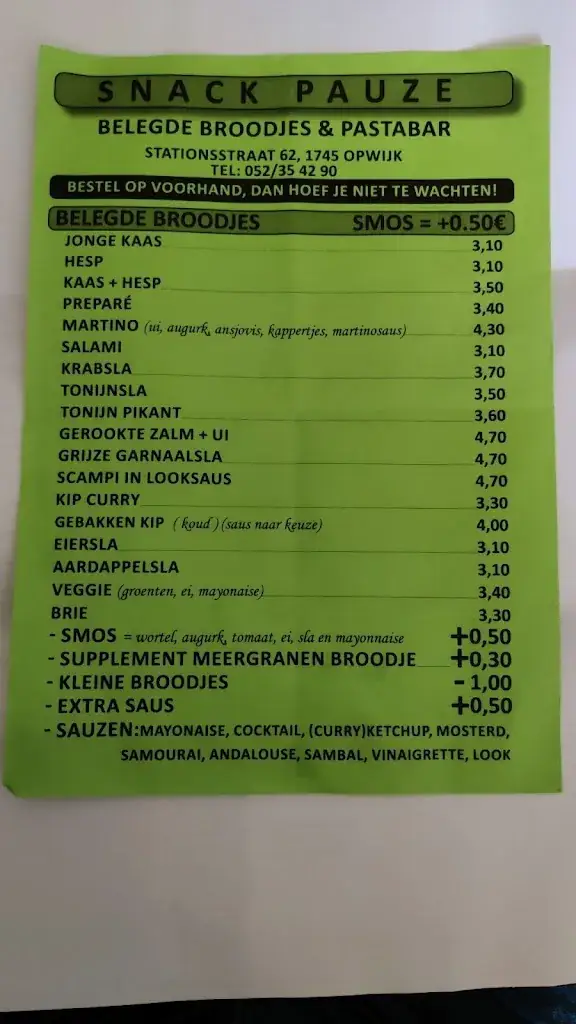 SNACK PAUZE
BELEGDE BROODJES & PASTABAR
STATIONSSTRAAT 62, 1745 OPWIJK
TEL: 052/35 42 90
BESTEL OP VOORHAND, DAN HOEF JE NIET TE WACHTEN!
BELEGDE BROODJES SMOS = +0.50€
JONGE KAAS 3,10
HESP 3,10
KAAS + HESP 3,50
PREPARÉ 3,40
MARTINO (ui, augurk, ansjovis, kappertjes, martinosaus) 4,30
SALAMI 3,10
KRABSLA 3,70
TONIJNSLA 3,50
TONIJN PIKANT 3,60
GEROOKTE ZALM + UI 4,70
GRIJZE GARNAALSLA 4,70
SCAMPI IN LOOKSAUS 4,70
KIP CURRY 3,30
GEBAKKEN KIP ( koud ) (saus naar keuze) 4,00
EIERSLA 3,10
AARDAPPELSLA 3,10
VEGGIE (groenten, ei, mayonaise) 3,40
BRIE 3,30
- SMOS = wortel, augurk, tomaat, ei, sla en mayonnaise +0,50
- SUPPLEMENT MEERGRANEN BROODJE +0,30
- KLEINE BROODJES - 1,00
- EXTRA SAUS +0,50
- SAUZEN:MAYONAISE, COCKTAIL, (CURRY)KETCHUP, MOSTERD,
SAMOURAI, ANDALOUSE, SAMBAL, VINAIGRETTE, LOOK